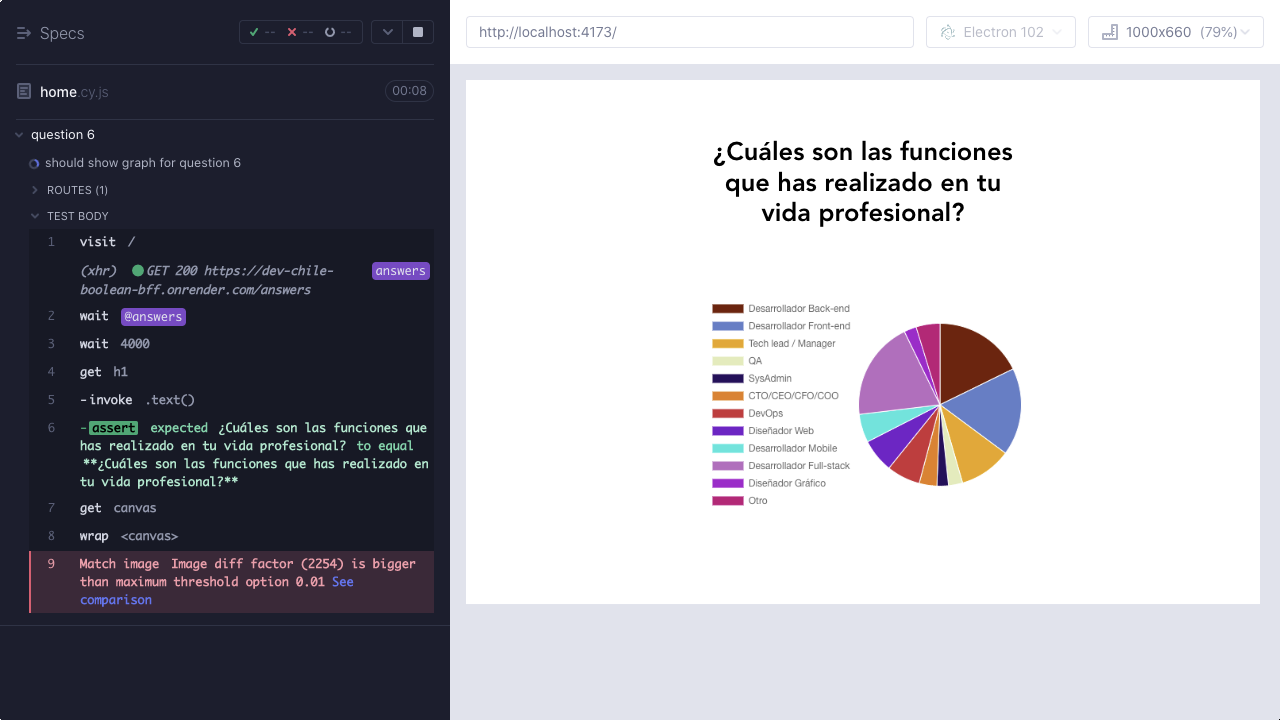 Specs
-- -- --
home.cy.js
00:08
question 6
should show graph for question 6
ROUTES (1)
TEST BODY
1 visit /
(xhr) GET 200 https://dev-chile-
boolean-bff.onrender.com/answers
answers
2 wait @answers
3 wait 4000
4 get h1
5 -invoke .text()
6 -assert expected ¿Cuáles son las funciones que
has realizado en tu vida profesional? to equal
**¿Cuáles son las funciones que has realizado en
tu vida profesional?**
7 get canvas
8 wrap <canvas>
9 Match image Image diff factor (2254) is bigger
than maximum threshold option 0.01 See
comparison
http://localhost:4173/
Electron 102
1000x660 (79%)
¿Cuáles son las funciones
que has realizado en tu
vida profesional?
Desarrollador Back-end
Desarrollador Front-end
Tech lead / Manager
QA
SysAdmin
CTO/CEO/CFO/COO
DevOps
Diseñador Web
Desarrollador Mobile
Desarrollador Full-stack
Diseñador Gráfico
Otro